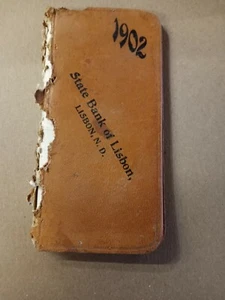 1902
State Bank of Lisbon,
LISBON, N. D.